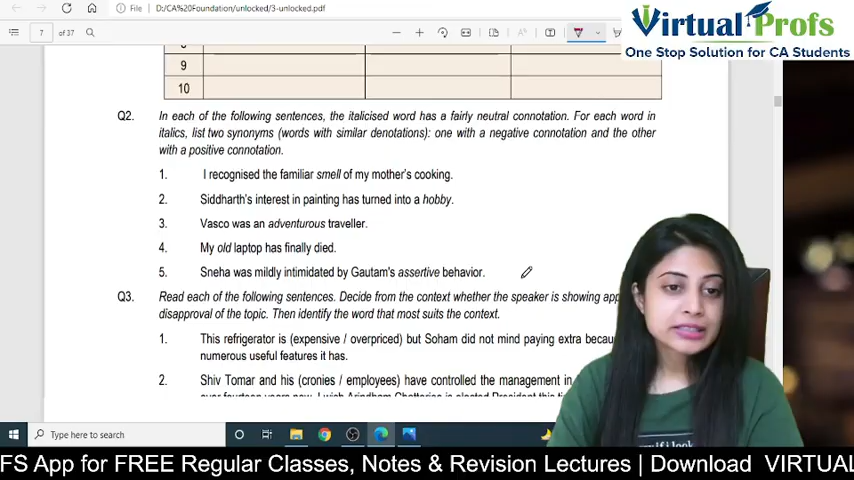 File
D:/CA%20Foundation/unlocked/3-unlocked.pdf
Virtual Profs
One Stop Solution for CA Students
7 of 37
9
10
Q2 In each of the following sentences, the italicised word has a fairly neutral connotation. For each word in
italics, list two synonyms (words with similar denotations): one with a negative connotation and the other
with a positive connotation.
1. I recognised the familiar smell of my mother's cooking.
2. Siddharth's interest in painting has turned into a hobby.
3. Vasco was an adventurous traveller.
4. My old laptop has finally died.
5. Sneha was mildly intimidated by Gautam's assertive behavior.
Q3. Read each of the following sentences. Decide from the context whether the speaker is showing
disapproval of the topic. Then identify the word that most suits the context.
1. This refrigerator is (expensive / overpriced) but Soham did not mind paying extra
numerous useful features it has.
2. Shiv Tomar and his (cronies / employees) have controlled the management in
Type here to search
FS App for FREE Regular Classes, Notes & Revision Lectures | Download VIRTUAL